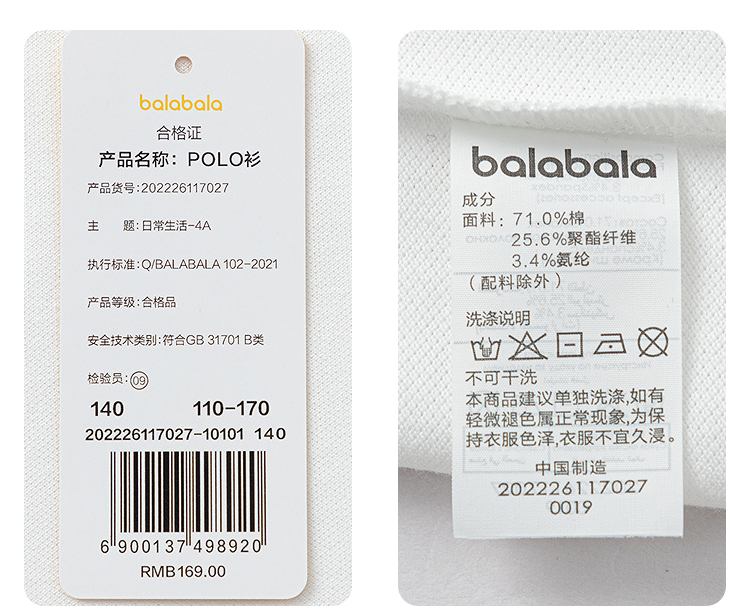 balabala
合格证
产品名称：POLO衫
产品货号:202226117027
主 题:日常生活-4A
执行标准:Q/BALABALA 102-2021
产品等级:合格品
安全技术类别:符合GB 31701 B类
检验员:09
140 110-170
202226117027-10101 140
6 900137 498920
RMB169.00
balabala
成分
面料: 71.0%棉
25.6%聚酯纤维
3.4%氨纶
（配料除外）
洗涤说明
不可干洗
本商品建议单独洗涤,如有
轻微褪色属正常现象,为保
持衣服色泽,衣服不宜久浸。
中国制造
202226117027
0019